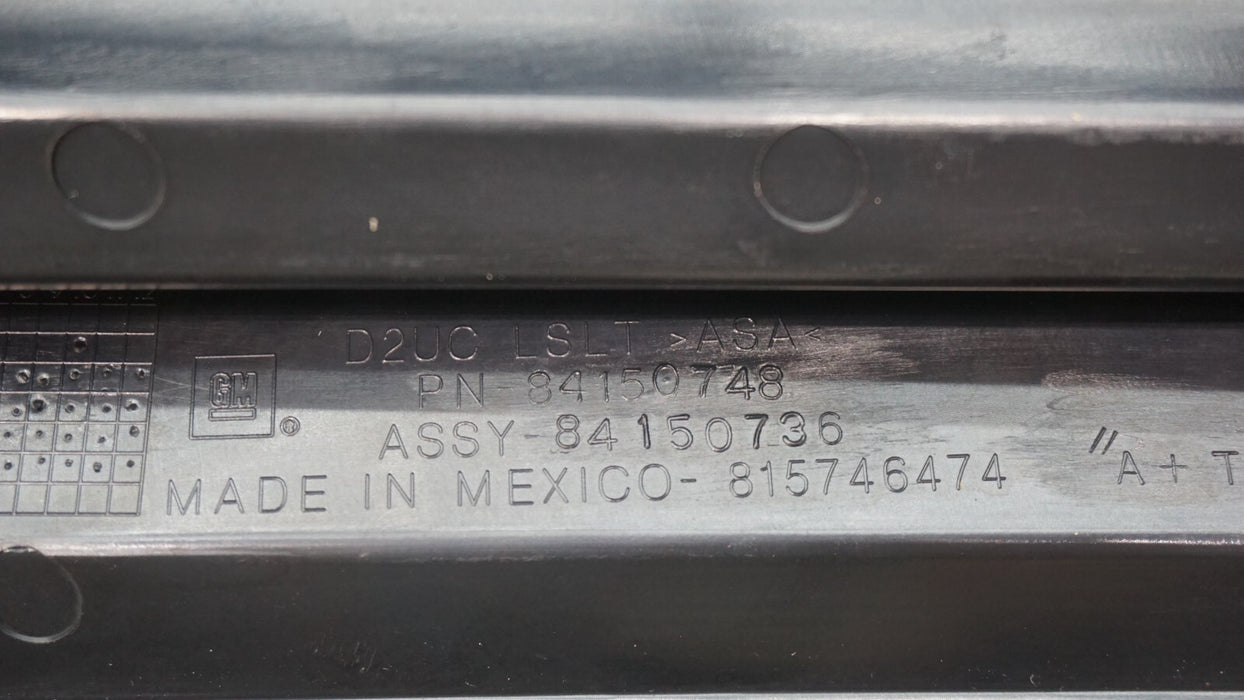 D2UC LSLT >ASA<
PN-84150748
GM
®
ASSY-84150736
MADE IN MEXICO-815746474
"A + T